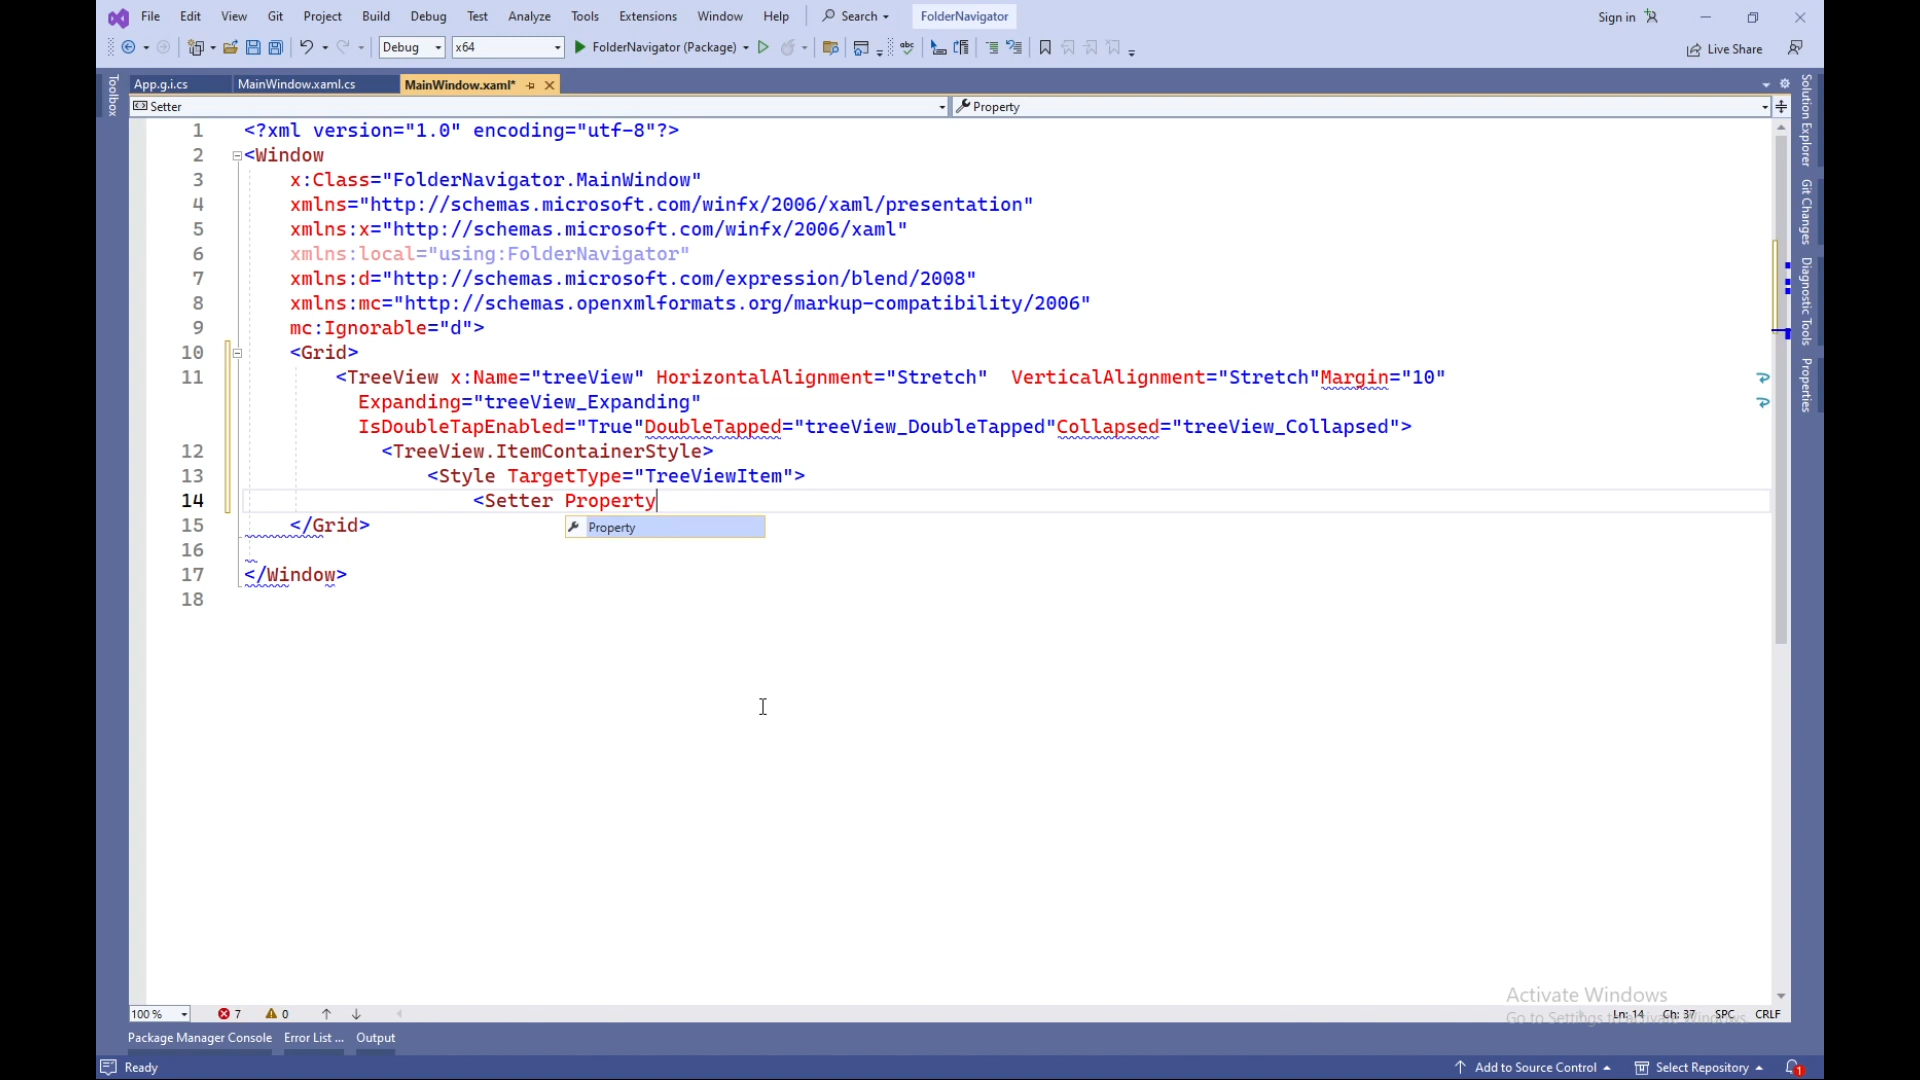 File Edit View Git Project Build Debug Test Analyze Tools Extensions Window Help Search FolderNavigator Sign in
Debug x64 FolderNavigator (Package) Live Share
App.g.i.cs MainWindow.xaml.cs MainWindow.xaml*
Setter Property
Toolbox
1 <?xml version="1.0" encoding="utf-8"?>
2 <Window
3 x:Class="FolderNavigator.MainWindow"
4 xmlns="http://schemas.microsoft.com/winfx/2006/xaml/presentation"
5 xmlns:x="http://schemas.microsoft.com/winfx/2006/xaml"
6 xmlns:local="using:FolderNavigator"
7 xmlns:d="http://schemas.microsoft.com/expression/blend/2008"
8 xmlns:mc="http://schemas.openxmlformats.org/markup-compatibility/2006"
9 mc:Ignorable="d">
10 <Grid>
11 <TreeView x:Name="treeView" HorizontalAlignment="Stretch"  VerticalAlignment="Stretch"Margin="10"
Expanding="treeView_Expanding"
IsDoubleTapEnabled="True"DoubleTapped="treeView_DoubleTapped"Collapsed="treeView_Collapsed">
12 <TreeView.ItemContainerStyle>
13 <Style TargetType="TreeViewItem">
14 <Setter Property
15 </Grid>
Property
16
17 </Window>
18
Solution Explorer
Git Changes
Diagnostic Tools
Properties
Activate Windows
Go to Settings to activate Windows.
100 % 7 0 Ln: 14 Ch: 37 SPC CRLF
Package Manager Console Error List ... Output
Ready Add to Source Control Select Repository 1